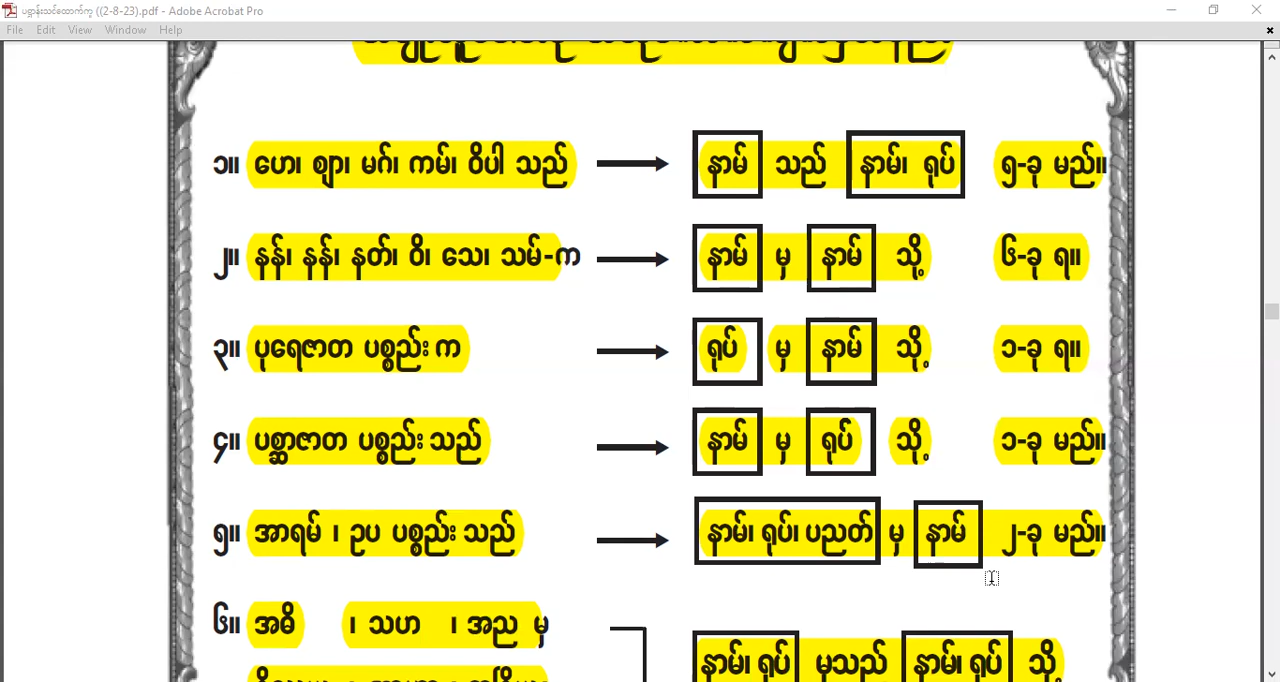 ပဋ္ဌာန်းသင်ထောက်ကူ ((2-8-23).pdf - Adobe Acrobat Pro
File Edit View Window Help
၁။ ဟေ၊ ဈာ၊ မဂ်၊ ကမ်၊ ဝိပါ သည် နာမ် သည် နာမ်၊ ရုပ် ၅-ခု မည်။
၂။ နန်၊ နန်၊ နတ်၊ ဝိ၊ သေ၊ သမ်-က နာမ် မှ နာမ် သို့ ၆-ခု ရ။
၃။ ပုရေဇာတ ပစ္စည်း က ရုပ် မှ နာမ် သို့ ၁-ခု ရ။
၄။ ပစ္ဆာဇာတ ပစ္စည်း သည် နာမ် မှ ရုပ် သို့ ၁-ခု မည်။
၅။ အာရမ် ၊ ဥပ ပစ္စည်း သည် နာမ်၊ ရုပ်၊ ပညတ် မှ နာမ် ၂-ခု မည်။
၆။ အဓိ ၊ သဟ ၊ အည မှ
နာမ်၊ ရုပ် မှသည် နာမ်၊ ရုပ် သို့